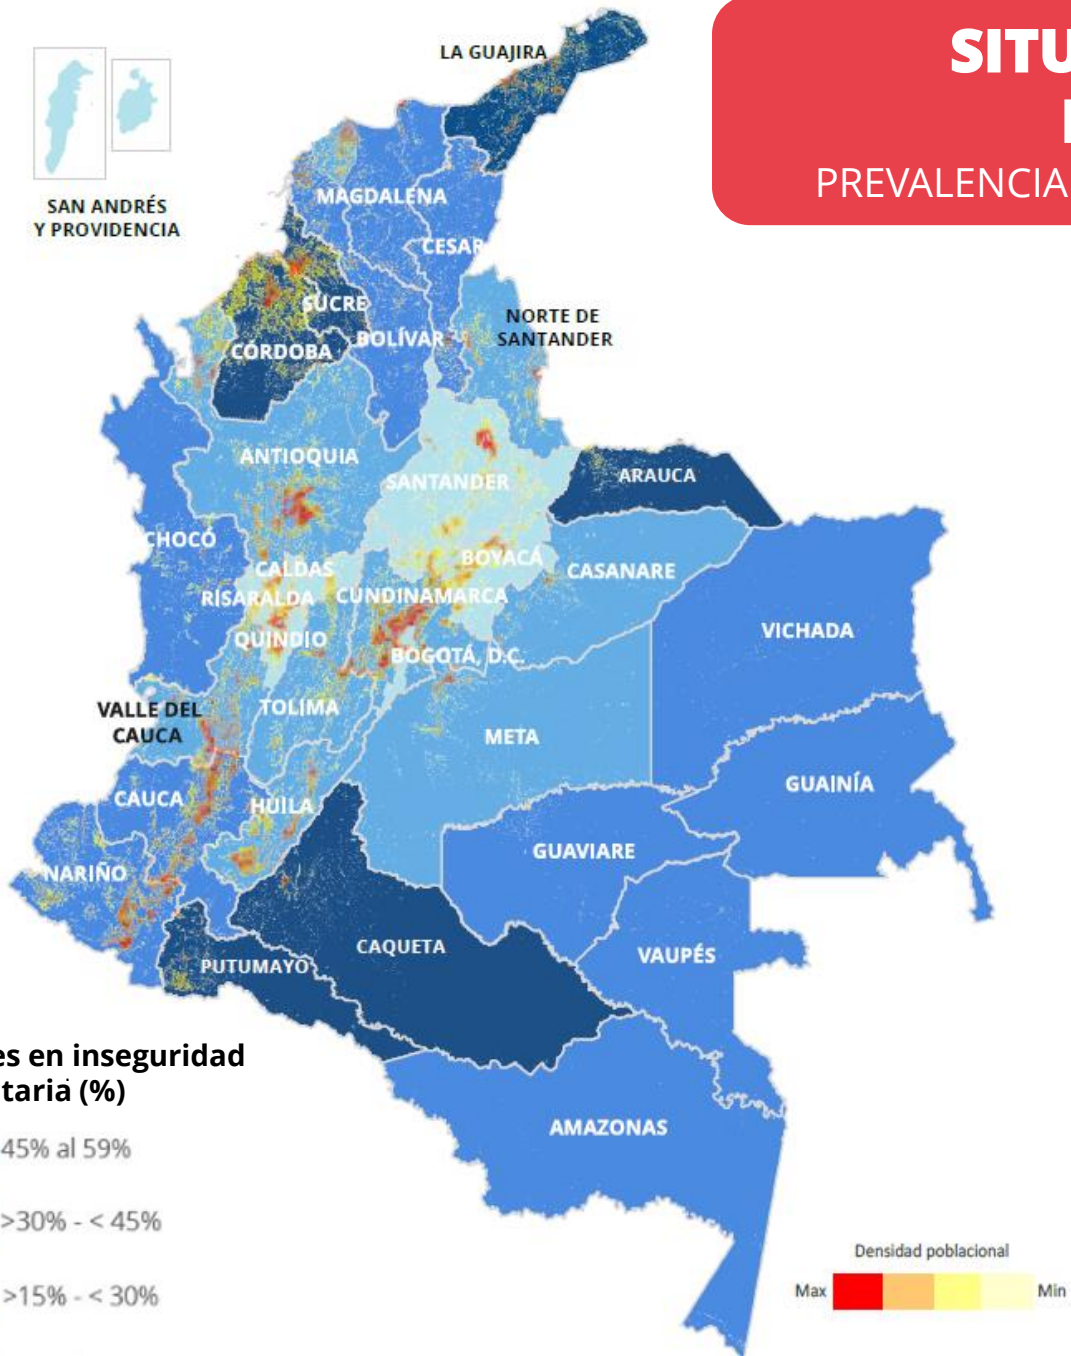 SITU
PREVALENCIA
LA GUAJIRA
SAN ANDRÉS
Y PROVIDENCIA
MAGDALENA
CESAR
SUCRE
NORTE DE
SANTANDER
BOLÍVAR
CÓRDOBA
ANTIOQUIA
SANTANDER
ARAUCA
CHOCÓ
BOYACÁ
CALDAS
CASANARE
RISARALDA
CUNDINAMARCA
QUINDIO
VICHADA
BOGOTÁ, D.C.
VALLE DEL
CAUCA
TOLIMA
META
GUAINÍA
CAUCA
HUILA
GUAVIARE
NARIÑO
CAQUETA
VAUPÉS
PUTUMAYO
es en inseguridad
taria (%)
45% al 59%
>30% - < 45%
>15% - < 30%
AMAZONAS
Densidad poblacional
Max
Min